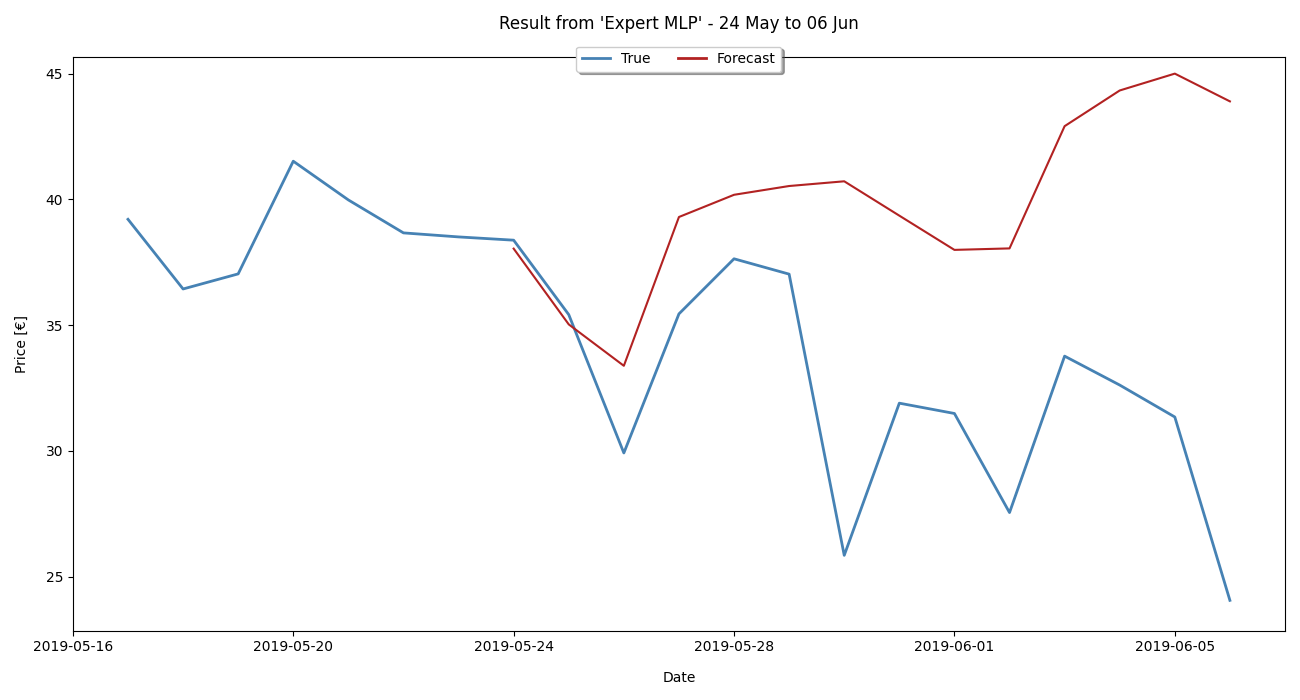 Result from 'Expert MLP' - 24 May to 06 Jun
True Forecast
45
40
35
30
25
Price [€]
2019-05-16 2019-05-20 2019-05-24 2019-05-28 2019-06-01 2019-06-05
Date